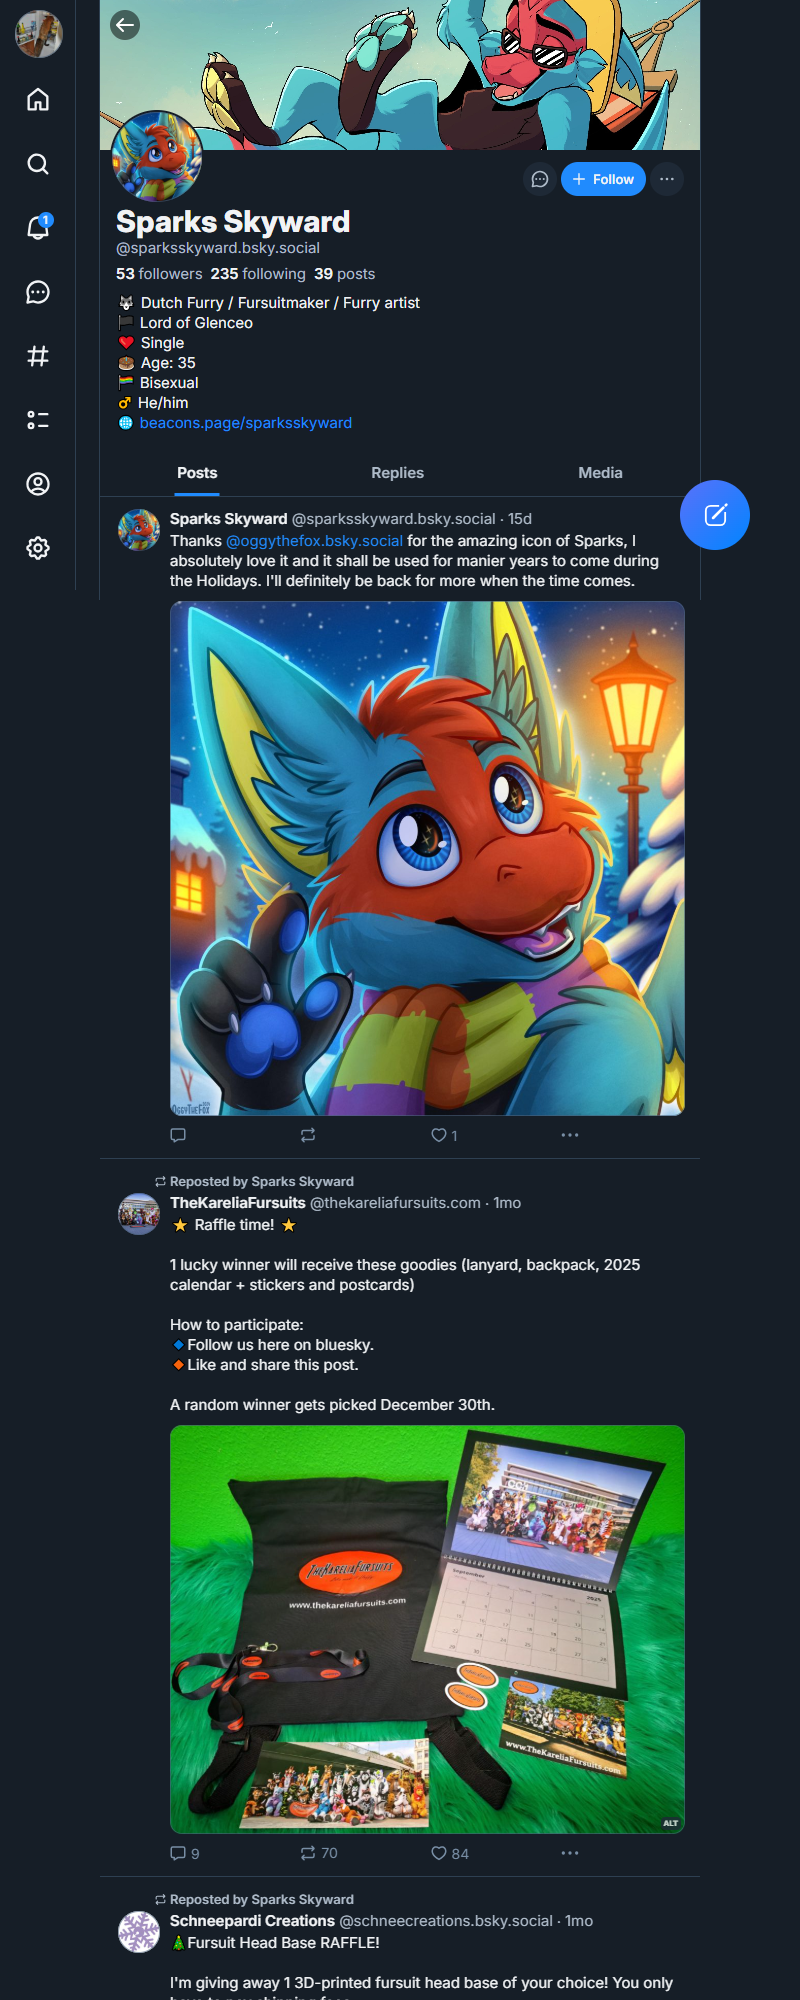 + Follow
1
Sparks Skyward
@sparksskyward.bsky.social
53 followers 235 following 39 posts
🐺 Dutch Furry / Fursuitmaker / Furry artist
🏴 Lord of Glenceo
❤️ Single
🎂 Age: 35
🏳️‍🌈 Bisexual
♂️ He/him
🌐 beacons.page/sparksskyward
Posts Replies Media
Sparks Skyward @sparksskyward.bsky.social · 15d
Thanks @oggythefox.bsky.social for the amazing icon of Sparks, I
absolutely love it and it shall be used for manier years to come during
the Holidays. I'll definitely be back for more when the time comes.
OGGYTHEFOX
1
Reposted by Sparks Skyward
TheKareliaFursuits @thekareliafursuits.com · 1mo
⭐ Raffle time! ⭐
1 lucky winner will receive these goodies (lanyard, backpack, 2025
calendar + stickers and postcards)
How to participate:
🔹Follow us here on bluesky.
🔸Like and share this post.
A random winner gets picked December 30th.
TheKareliaFursuits
www.thekareliafursuits.com
September 2025
www.TheKareliaFursuits.com
ALT
9 70 84
Reposted by Sparks Skyward
Schneepardi Creations @schneecreations.bsky.social · 1mo
🎄Fursuit Head Base RAFFLE!
I'm giving away 1 3D-printed fursuit head base of your choice! You only